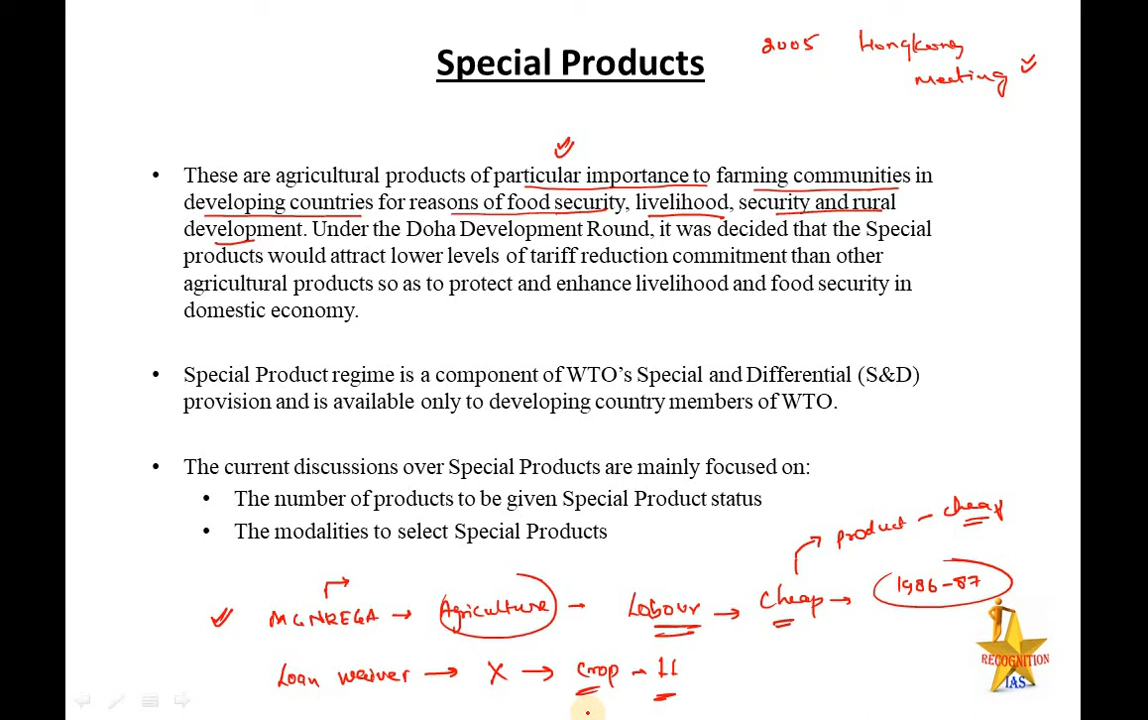 2005 Hongkong
Special Products
meeting
These are agricultural products of particular importance to farming communities in
developing countries for reasons of food security, livelihood, security and rural
development. Under the Doha Development Round, it was decided that the Special
products would attract lower levels of tariff reduction commitment than other
agricultural products so as to protect and enhance livelihood and food security in
domestic economy.
Special Product regime is a component of WTO's Special and Differential (S&D)
provision and is available only to developing country members of WTO.
The current discussions over Special Products are mainly focused on:
The number of products to be given Special Product status
The modalities to select Special Products
product - cheap
MGNREGA → Agriculture - Labour → Cheap → 1986-87
Loan waiver → X → crop -
RECOGNITION
IAS